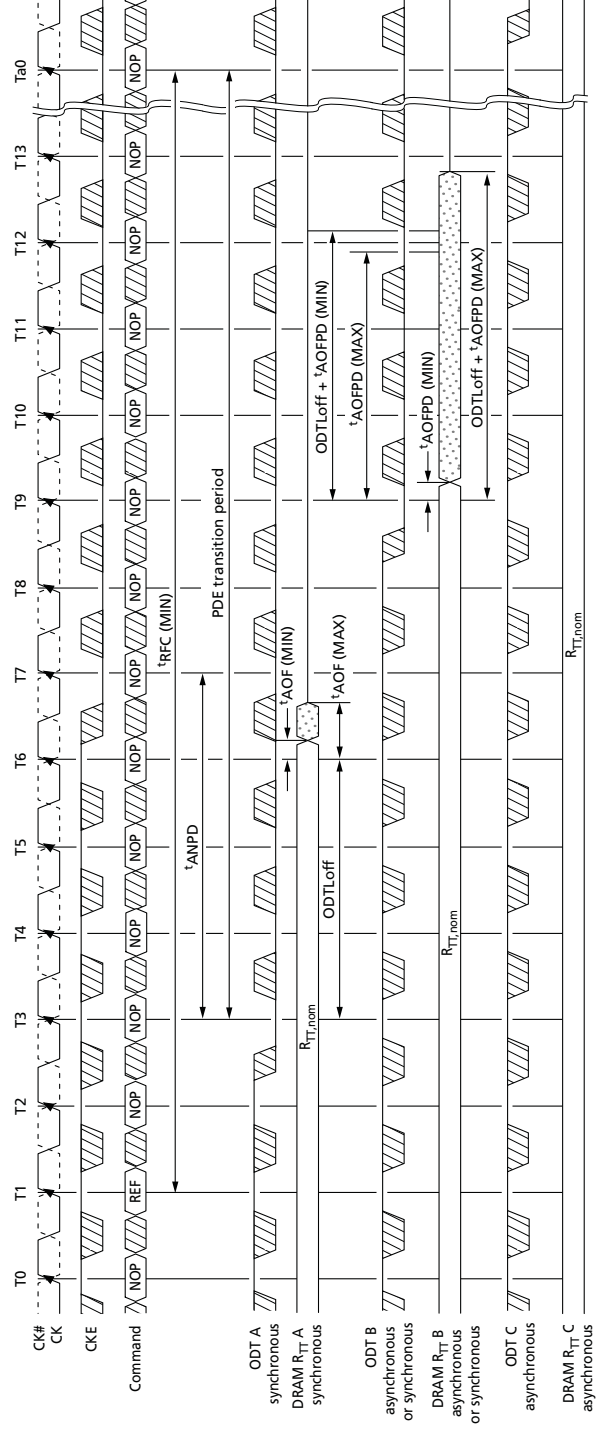 T0 T1 T2 T3 T4 T5 T6 T7 T8 T9 T10 T11 T12 T13 Ta0
CK#
CK
CKE
Command
NOP REF NOP NOP NOP NOP NOP NOP NOP NOP NOP NOP NOP NOP NOP
tRFC (MIN)
tANPD
PDE transition period
ODT A
synchronous
tAOF (MIN)
DRAM RTT A
synchronous
RTT,nom
ODTLoff
tAOF (MAX)
ODTLoff + tAOFPD (MIN)
tAOFPD (MAX)
ODT B
asynchronous
or synchronous
tAOFPD (MIN)
DRAM RTT B
asynchronous
or synchronous
RTT,nom
ODTLoff + tAOFPD (MAX)
ODT C
asynchronous
DRAM RTT C
asynchronous
RTT,nom